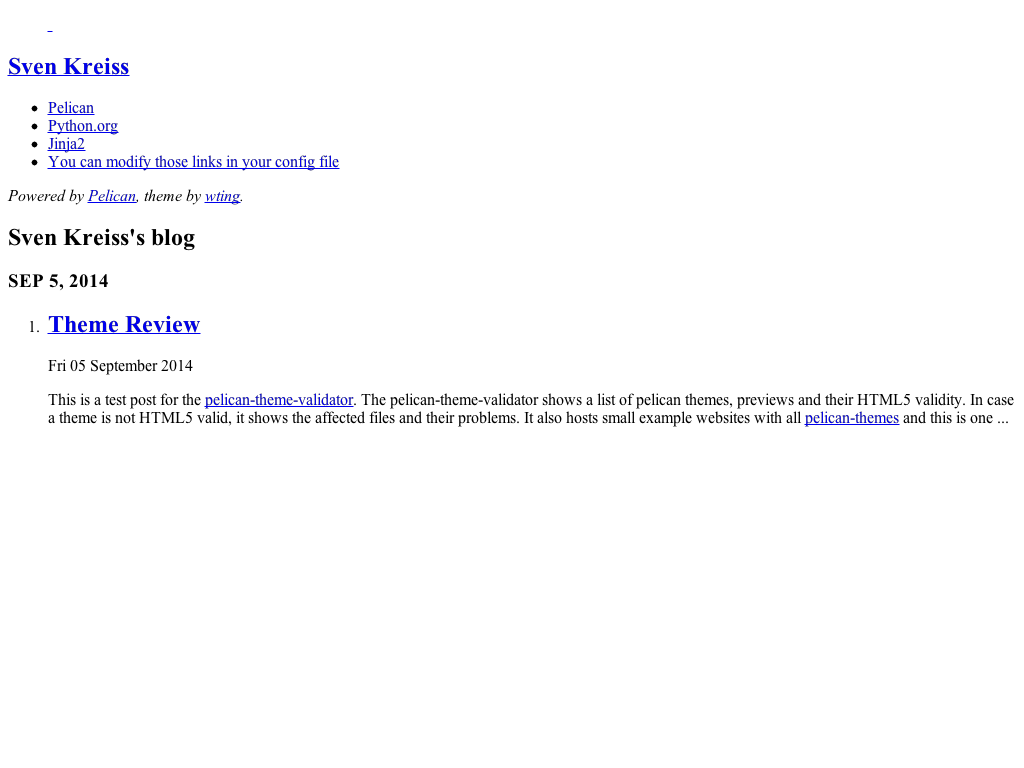 Sven Kreiss
Pelican
Python.org
Jinja2
You can modify those links in your config file
Powered by Pelican, theme by wting.
Sven Kreiss's blog
SEP 5, 2014
1. Theme Review
Fri 05 September 2014
This is a test post for the pelican-theme-validator. The pelican-theme-validator shows a list of pelican themes, previews and their HTML5 validity. In case
a theme is not HTML5 valid, it shows the affected files and their problems. It also hosts small example websites with all pelican-themes and this is one ...